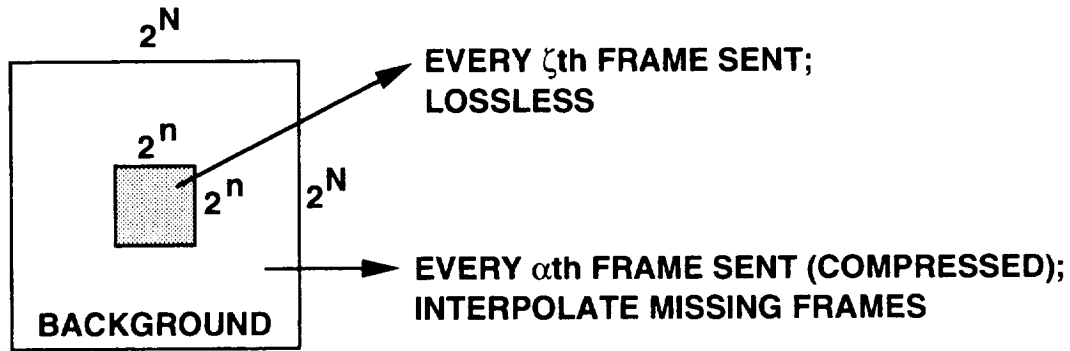 2^N
EVERY ζth FRAME SENT;
LOSSLESS
2^n
2^n
2^N
EVERY αth FRAME SENT (COMPRESSED);
INTERPOLATE MISSING FRAMES
BACKGROUND